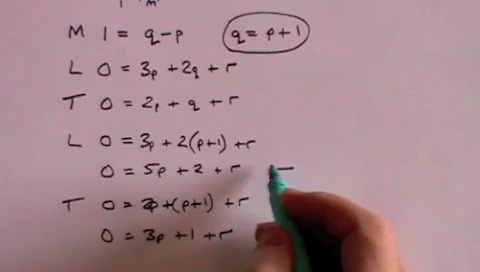 M 1 = q-p q = p+1
L 0 = 3p + 2q + r
T 0 = 2p + q + r
L 0 = 3p + 2(p+1) + r
0 = 5p + 2 + r —
T 0 = 2p + (p+1) + r
0 = 3p + 1 + r